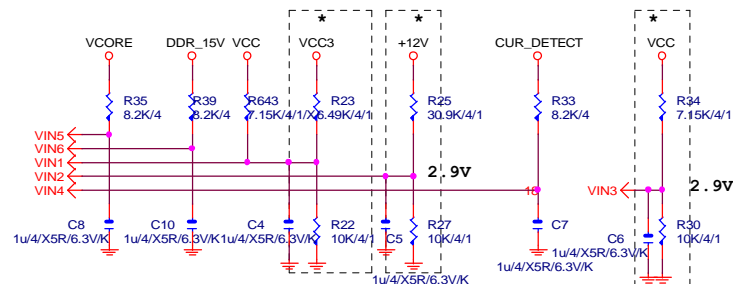 * * *
VCORE DDR_15V VCC VCC3 +12V CUR_DETECT VCC
R35 R39 R643 R23 R25 R33 R34
8.2K/4 8.2K/4 7.15K/4/1/X 6.49K/4/1 30.9K/4/1 8.2K/4 7.15K/4/1
VIN5
VIN6
VIN1
VIN2 2.9V
VIN4 18 VIN3 2.9V
C8 C10 C4 R22 C5 R27 C7 C6 R30
10K/4/1 10K/4/1 10K/4/1
1u/4/X5R/6.3V/K 1u/4/X5R/6.3V/K 1u/4/X5R/6.3V/K 1u/4/X5R/6.3V/K
1u/4/X5R/6.3V/K
1u/4/X5R/6.3V/K